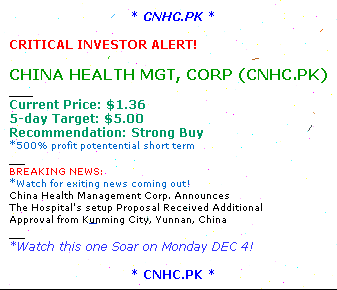 * CNHC.PK *
CRITICAL INVESTOR ALERT!
CHINA HEALTH MGT, CORP (CNHC.PK)
Current Price: $1.36
5-day Target: $5.00
Recommendation: Strong Buy
*500% profit potentential short term
BREAKING NEWS:
*Watch for exiting news coming out!
China Health Management Corp. Announces
The Hospital's setup Proposal Received Additional
Approval from Kunming City, Yunnan, China
*Watch this one Soar on Monday DEC 4!
* CNHC.PK *